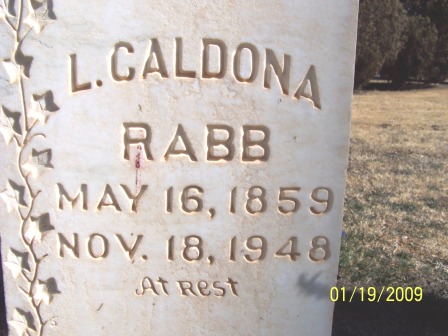 L. CALDONA
RABB
MAY 16, 1859
NOV. 18, 1948
At Rest
01/19/2009